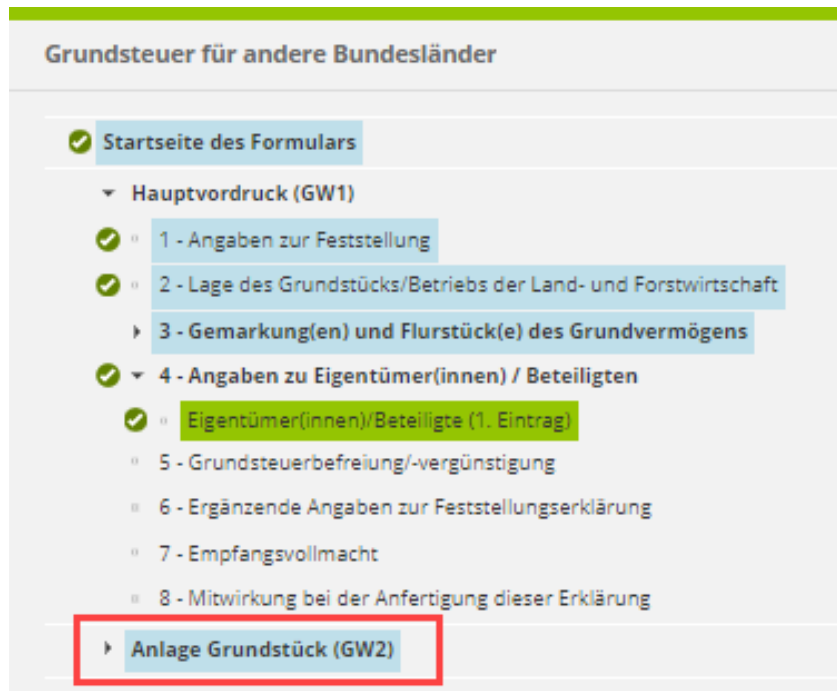 Grundsteuer für andere Bundesländer
Startseite des Formulars
Hauptvordruck (GW1)
1 - Angaben zur Feststellung
2 - Lage des Grundstücks/Betriebs der Land- und Forstwirtschaft
3 - Gemarkung(en) und Flurstück(e) des Grundvermögens
4 - Angaben zu Eigentümer(innen) / Beteiligten
Eigentümer(innen)/Beteiligte (1. Eintrag)
5 - Grundsteuerbefreiung/-vergünstigung
6 - Ergänzende Angaben zur Feststellungserklärung
7 - Empfangsvollmacht
8 - Mitwirkung bei der Anfertigung dieser Erklärung
Anlage Grundstück (GW2)